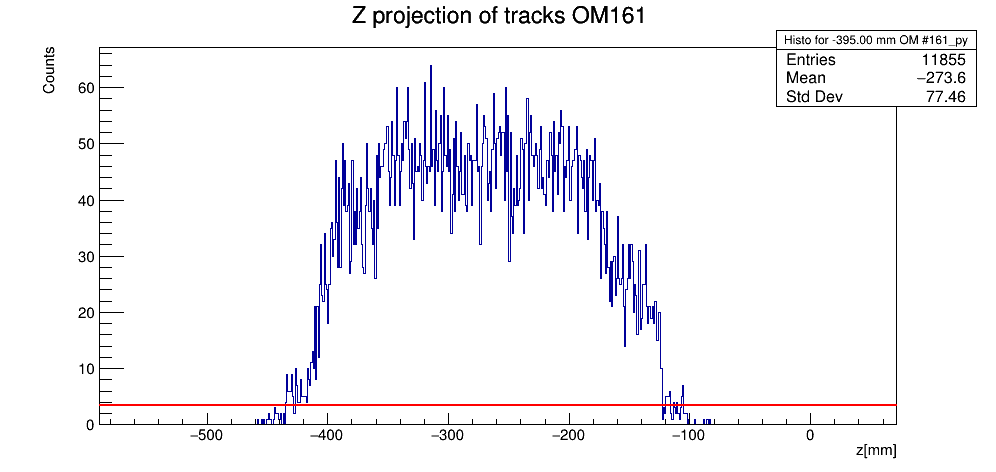 Z projection of tracks OM161
Histo for -395.00 mm OM #161_py
Entries 11855
Mean −273.6
Std Dev 77.46
Counts
60
50
40
30
20
10
0
−500 −400 −300 −200 −100 0
z[mm]